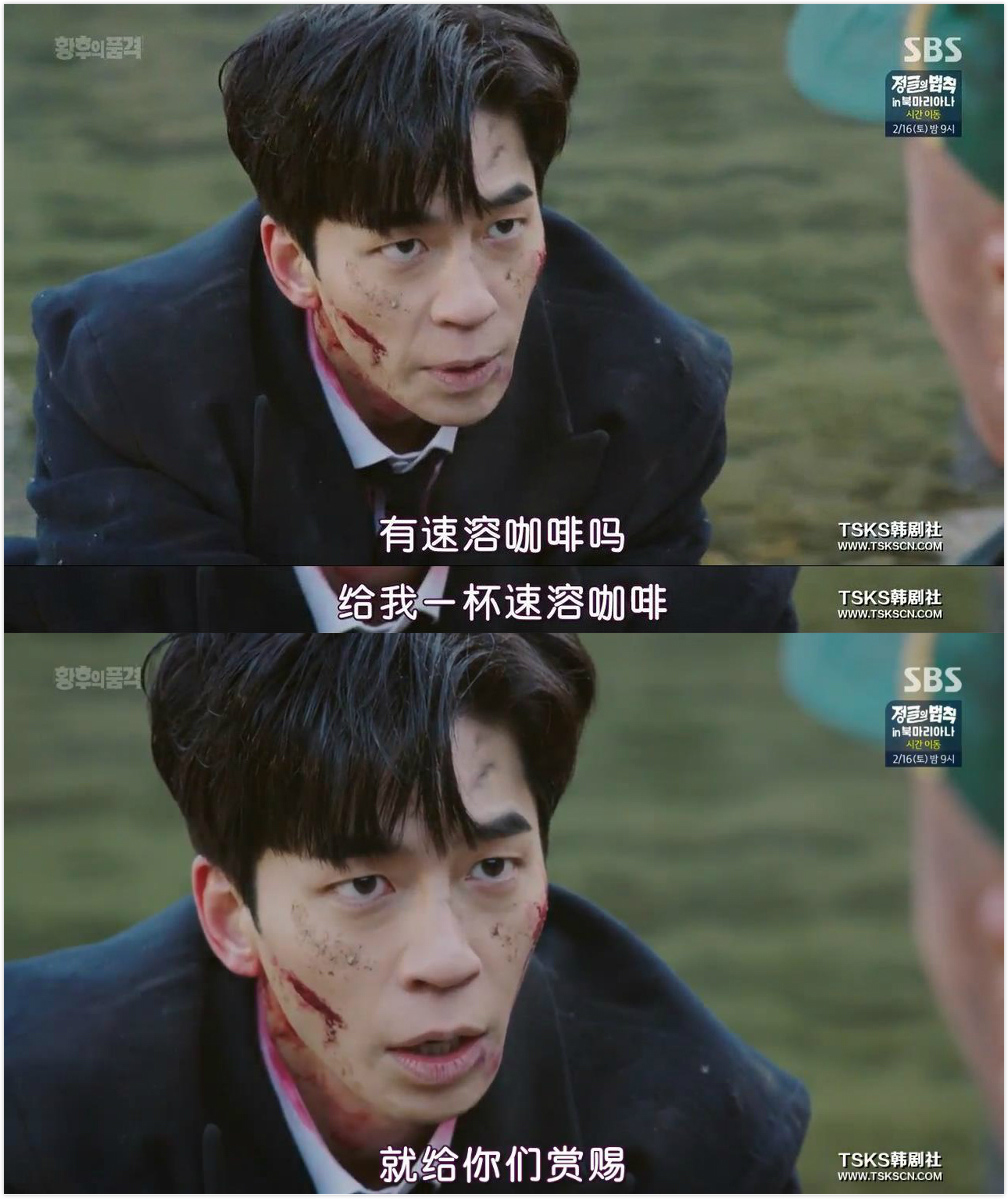 황후의품격
SBS
정글의법칙
in 북마리아나
시간 이동
2/16(토) 밤 9시
有速溶咖啡吗
TSKS韩剧社
WWW.TSKSCN.COM
给我一杯速溶咖啡
TSKS韩剧社
WWW.TSKSCN.COM
황후의품격
SBS
정글의법칙
in 북마리아나
시간 이동
2/16(토) 밤 9시
就给你们赏赐
TSKS韩剧社
WWW.TSKSCN.COM